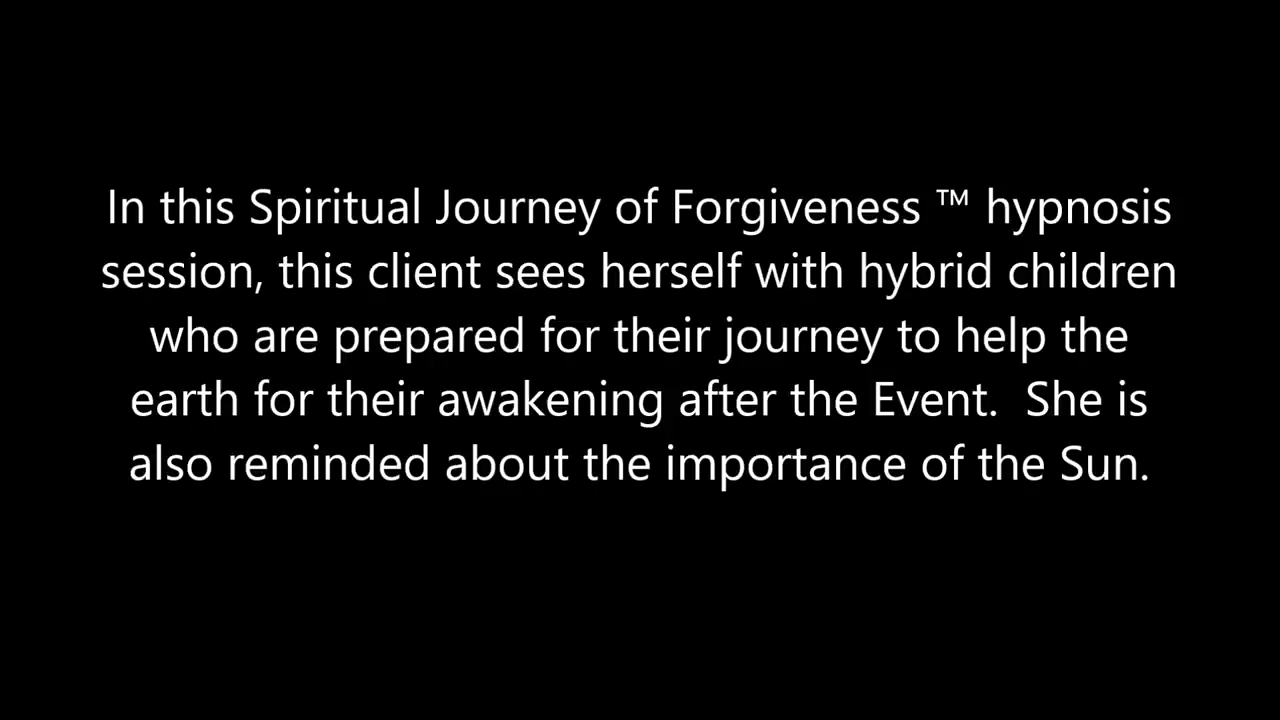 In this Spiritual Journey of Forgiveness ™ hypnosis
session, this client sees herself with hybrid children
who are prepared for their journey to help the
earth for their awakening after the Event.  She is
also reminded about the importance of the Sun.